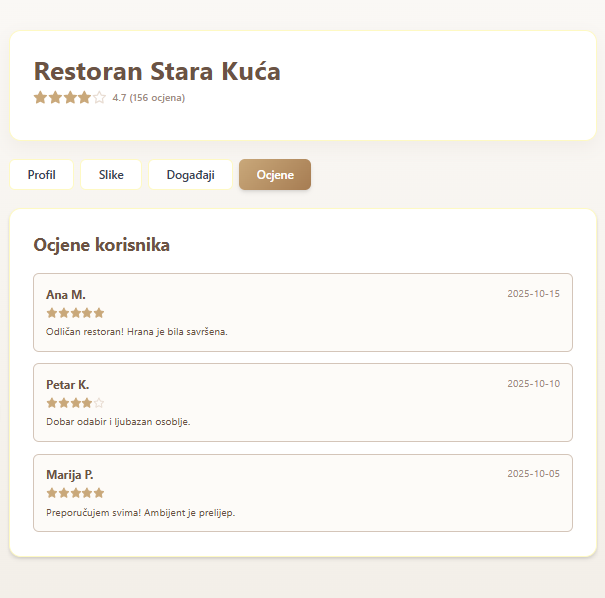 Restoran Stara Kuća
4.7 (156 ocjena)
Profil
Slike
Događaji
Ocjene
Ocjene korisnika
Ana M.
2025-10-15
Odličan restoran! Hrana je bila savršena.
Petar K.
2025-10-10
Dobar odabir i ljubazan osoblje.
Marija P.
2025-10-05
Preporučujem svima! Ambijent je prelijep.